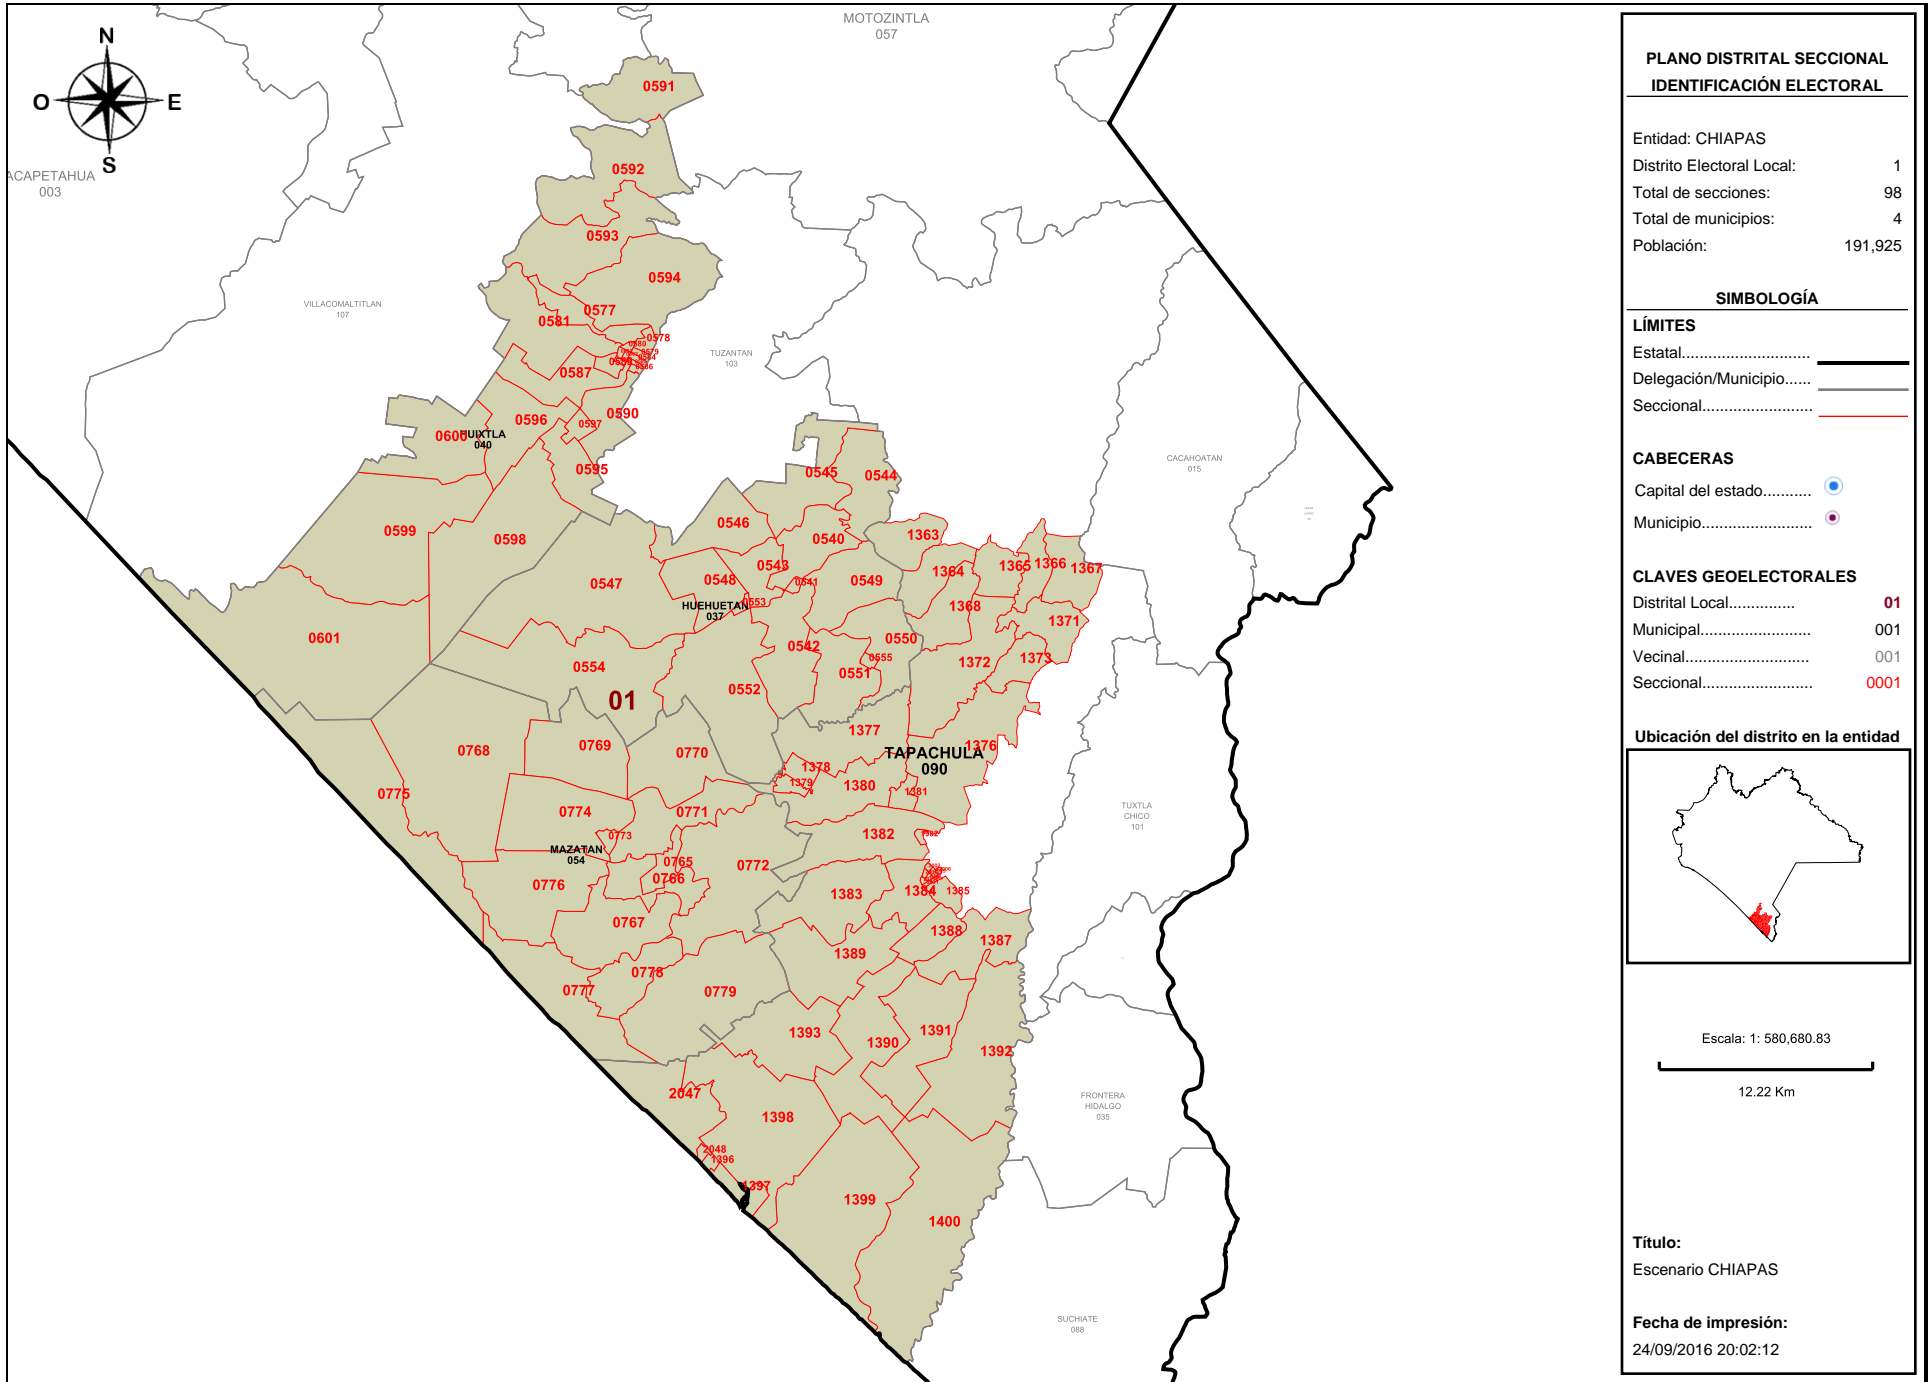 N
O
E
S
MOTOZINTLA
057
ACAPETAHUA
003
VILLACOMALTITLAN
107
TUZANTAN
103
CACAHOATAN
015
TUXTLA
CHICO
101
FRONTERA
HIDALGO
035
SUCHIATE
088
HUIXTLA
040
HUEHUETAN
037
MAZATAN
054
TAPACHULA
090
01
0591
0592
0593
0594
0577
0581
0578
0580
0579
0587
0590
0596
0597
0600
0595
0599
0598
0601
0545
0544
0546
0540
0543
0541
0549
0547
0548
0553
0542
0550
0555
0551
0554
0552
1363
1364
1365
1366
1367
1368
1371
1372
1373
1376
1377
1378
1379
1380
1381
1382
1383
1384
1385
1388
1387
1389
0768
0769
0770
0775
0774
0771
0773
0772
0765
0766
0776
0767
0778
0777
0779
1393
1390
1391
1392
2047
1398
2048
1396
1397
1399
1400
PLANO DISTRITAL SECCIONAL
IDENTIFICACIÓN ELECTORAL
Entidad: CHIAPAS
Distrito Electoral Local: 1
Total de secciones: 98
Total de municipios: 4
Población: 191,925
SIMBOLOGÍA
LÍMITES
Estatal............................
Delegación/Municipio......
Seccional.........................
CABECERAS
Capital del estado...........
Municipio.........................
CLAVES GEOELECTORALES
Distrital Local............... 01
Municipal......................... 001
Vecinal............................ 001
Seccional......................... 0001
Ubicación del distrito en la entidad
Escala: 1: 580,680.83
12.22 Km
Título:
Escenario CHIAPAS
Fecha de impresión:
24/09/2016 20:02:12